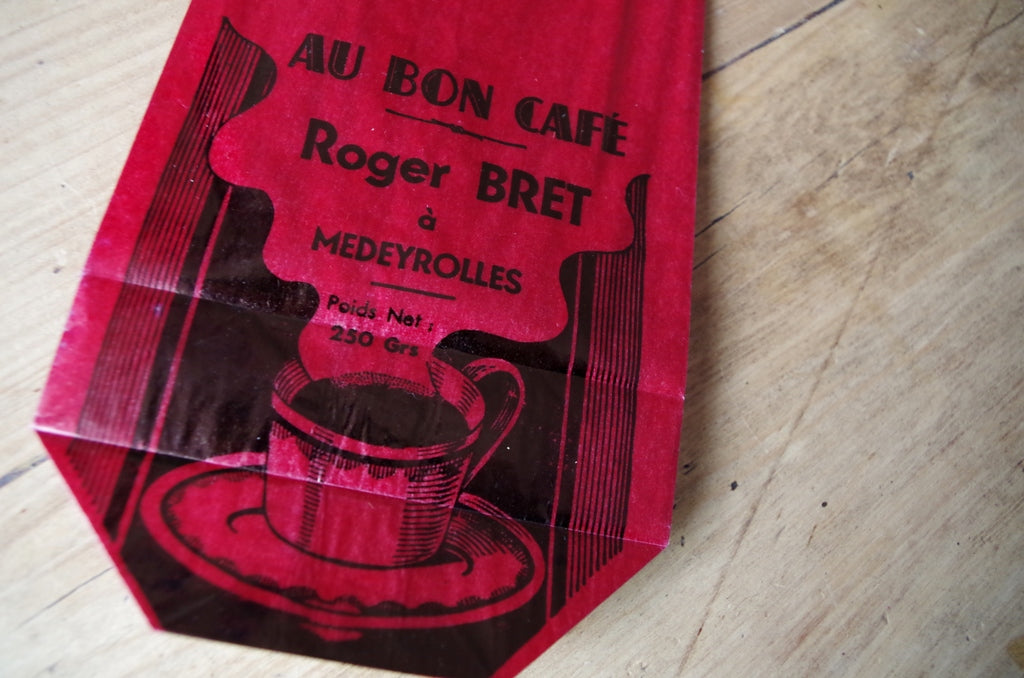 AU BON CAFÉ
Roger BRET
à
MEDEYROLLES
Poids Net :
250 Grs